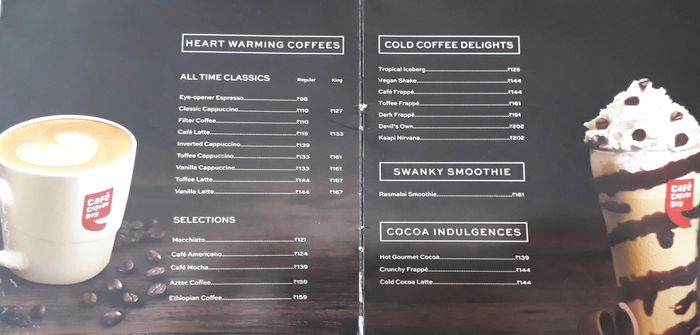 HEART WARMING COFFEES
ALL TIME CLASSICS Regular King
Eye-opener Espresso ₹98
Classic Cappuccino ₹110 ₹127
Filter Coffee ₹110
Café Latte ₹115 ₹133
Inverted Cappuccino ₹139
Toffee Cappuccino ₹133 ₹161
Vanilla Cappuccino ₹133 ₹161
Toffee Latte ₹144 ₹167
Vanilla Latte ₹144 ₹167
SELECTIONS
Macchiato ₹121
Café Americano ₹124
Café Mocha ₹139
Aztec Coffee ₹159
Ethiopian Coffee ₹159
Café
Coffee
Day
COLD COFFEE DELIGHTS
Tropical Iceberg ₹125
Vegan Shake ₹144
Café Frappé ₹144
Toffee Frappé ₹161
Dark Frappé ₹191
Devil's Own ₹202
Kaapi Nirvana ₹202
SWANKY SMOOTHIE
Rasmalai Smoothie ₹161
COCOA INDULGENCES
Hot Gourmet Cocoa ₹139
Crunchy Frappé ₹144
Cold Cocoa Latte ₹144
Café
Coffee
Day